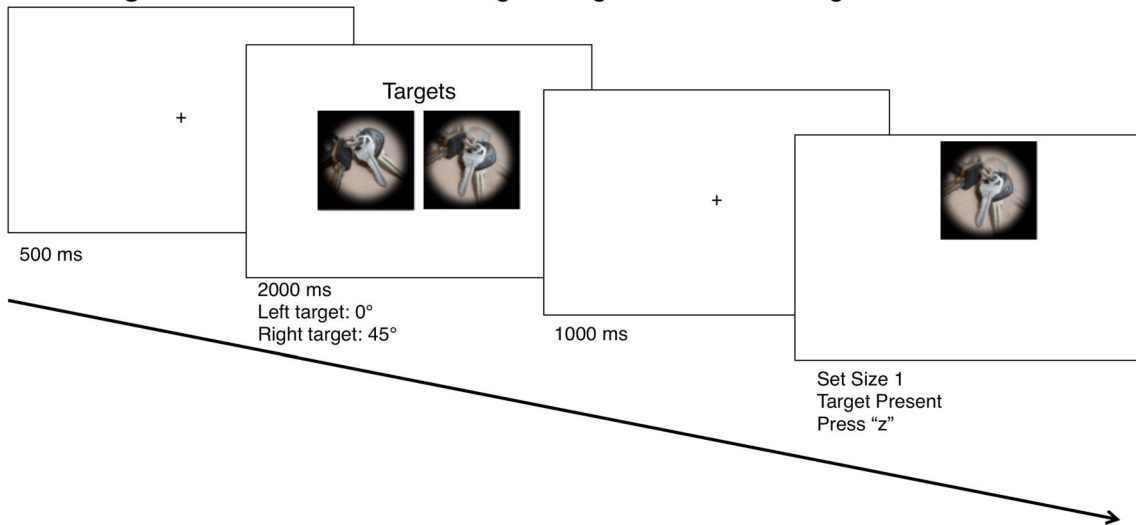 +
500 ms
Targets
2000 ms
Left target: 0°
Right target: 45°
+
1000 ms
Set Size 1
Target Present
Press “z”